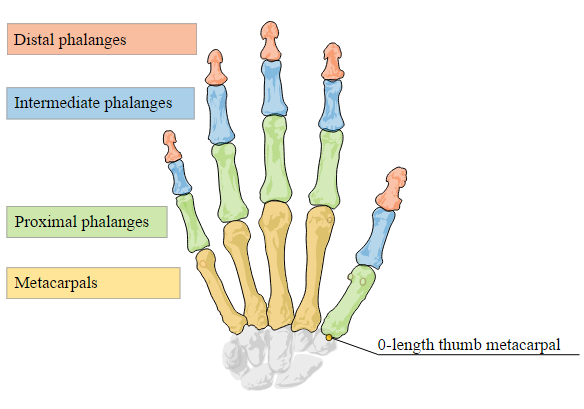 Distal phalanges
Intermediate phalanges
Proximal phalanges
Metacarpals
0-length thumb metacarpal